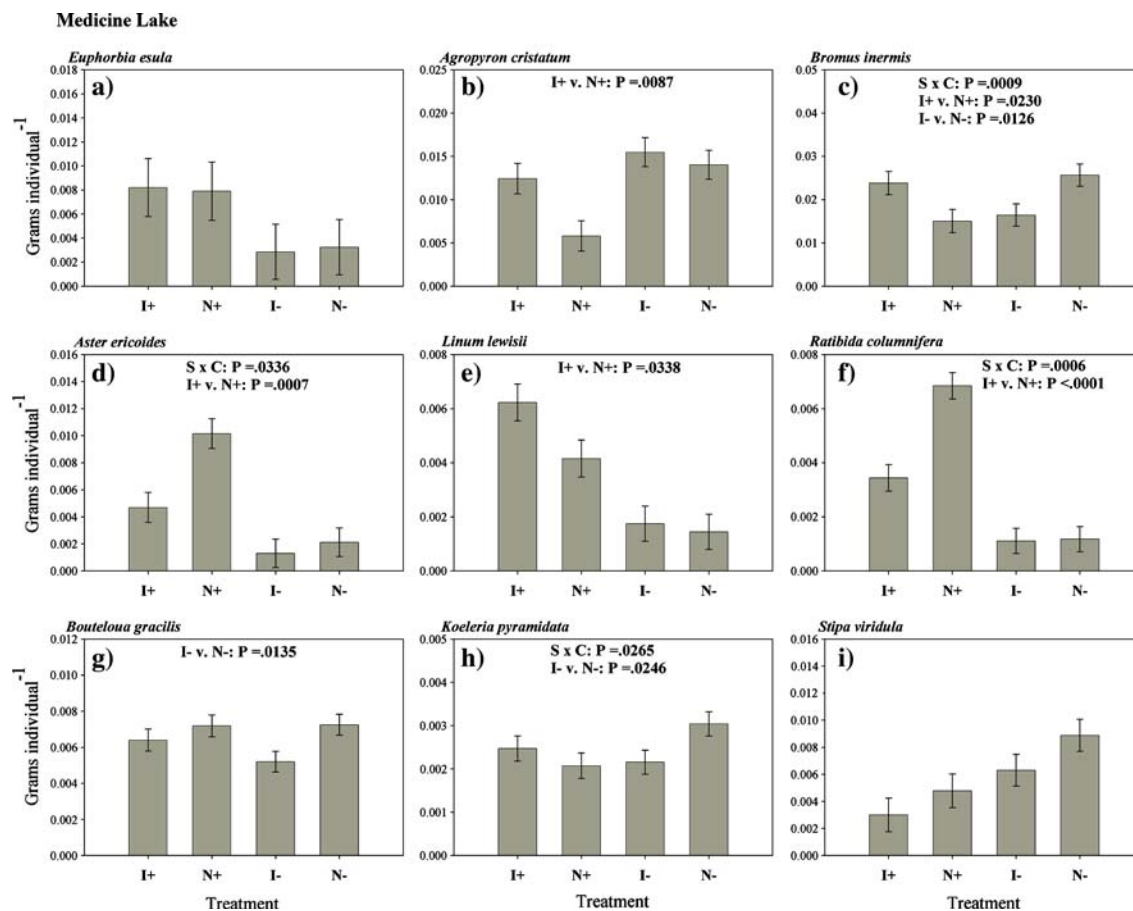 Medicine Lake
Euphorbia esula
a)
0.018
0.016
0.014
0.012
0.010
0.008
0.006
0.004
0.002
0.000
Grams individual⁻¹
I+ N+ I- N-
Agropyron cristatum
b)
I+ v. N+: P =.0087
0.025
0.020
0.015
0.010
0.005
0.000
I+ N+ I- N-
Bromus inermis
c)
S x C: P =.0009
I+ v. N+: P =.0230
I- v. N-: P =.0126
0.05
0.04
0.03
0.02
0.01
0.00
I+ N+ I- N-
Aster ericoides
d)
S x C: P =.0336
I+ v. N+: P =.0007
0.016
0.014
0.012
0.010
0.008
0.006
0.004
0.002
0.000
Grams individual⁻¹
I+ N+ I- N-
Linum lewisii
e)
I+ v. N+: P =.0338
0.008
0.006
0.004
0.002
0.000
I+ N+ I- N-
Ratibida columnifera
f)
S x C: P =.0006
I+ v. N+: P <.0001
0.008
0.006
0.004
0.002
0.000
I+ N+ I- N-
Bouteloua gracilis
g)
I- v. N-: P =.0135
0.012
0.010
0.008
0.006
0.004
0.002
0.000
Grams individual⁻¹
I+ N+ I- N-
Treatment
Koeleria pyramidata
h)
S x C: P =.0265
I- v. N-: P =.0246
0.005
0.004
0.003
0.002
0.001
0.000
I+ N+ I- N-
Treatment
Stipa viridula
i)
0.016
0.014
0.012
0.010
0.008
0.006
0.004
0.002
0.000
I+ N+ I- N-
Treatment